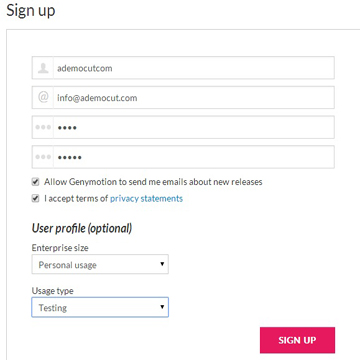 Sign up
ademocutcom
@ info@ademocut.com
••••
•••••
Allow Genymotion to send me emails about new releases
I accept terms of privacy statements
User profile (optional)
Enterprise size
Personal usage
Usage type
Testing
SIGN UP